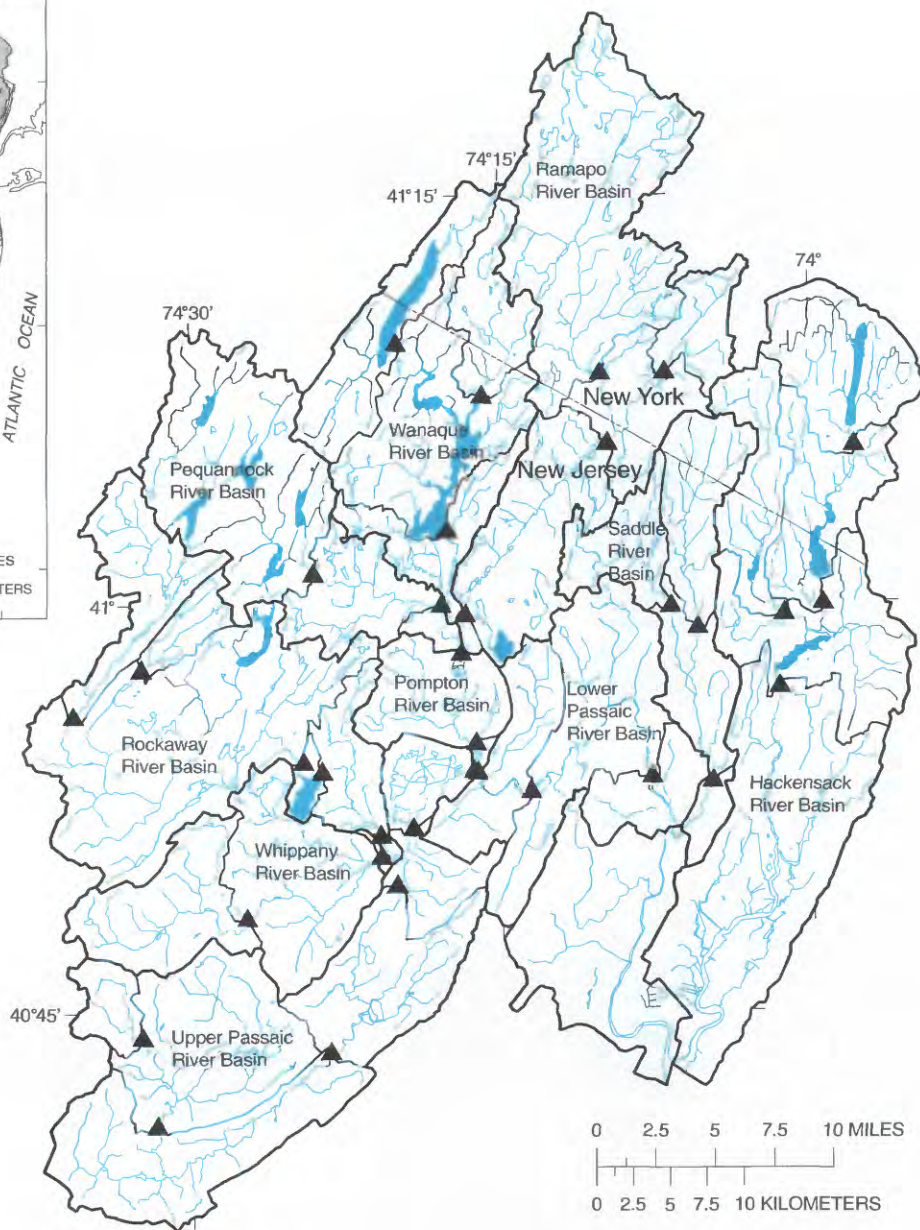 ATLANTIC OCEAN
ES
TERS
74°15'
41°15'
Ramapo
River Basin
74°
74°30'
New York
Wanaque
River Basin
New Jersey
Pequannock
River Basin
Saddle
River
Basin
41°
Pompton
River Basin
Lower
Passaic
River Basin
Rockaway
River Basin
Hackensack
River Basin
Whippany
River Basin
40°45'
Upper Passaic
River Basin
0 2.5 5 7.5 10 MILES
0 2.5 5 7.5 10 KILOMETERS